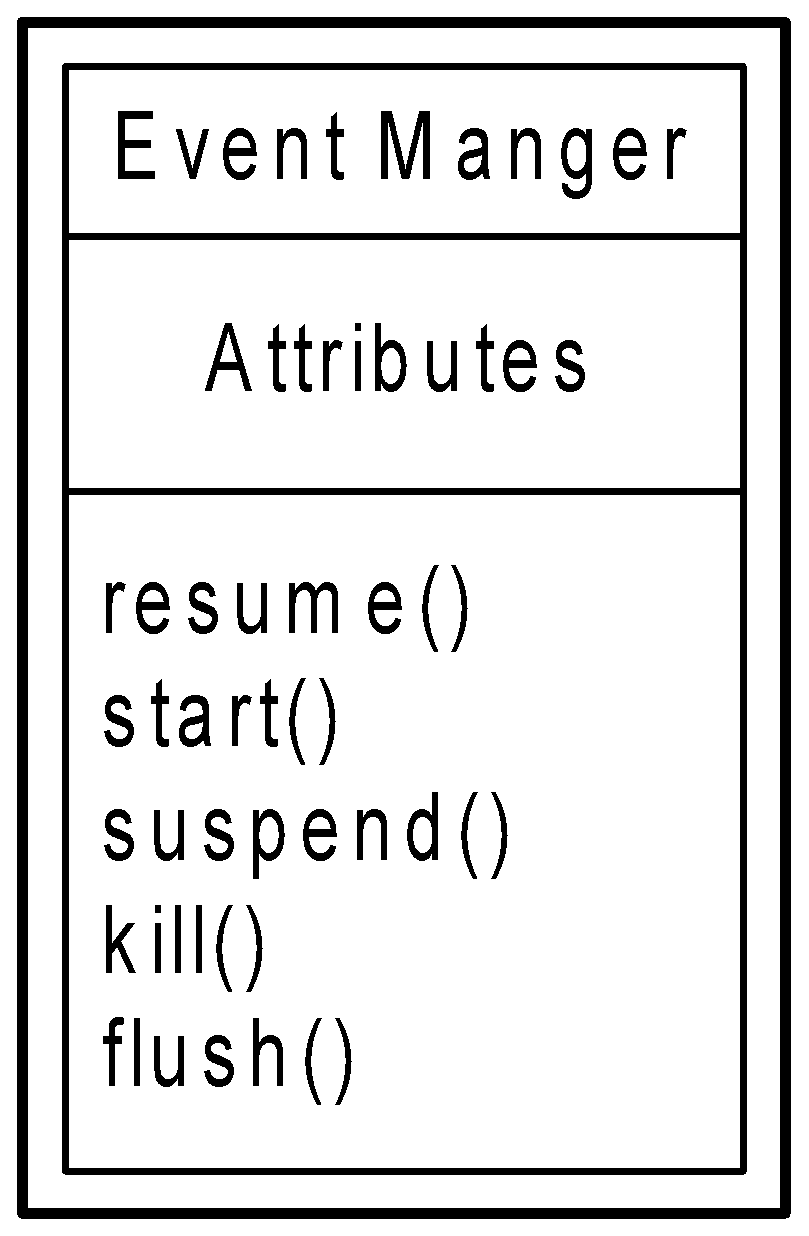 Event Manger
Attributes
resume()
start()
suspend()
kill()
flush()